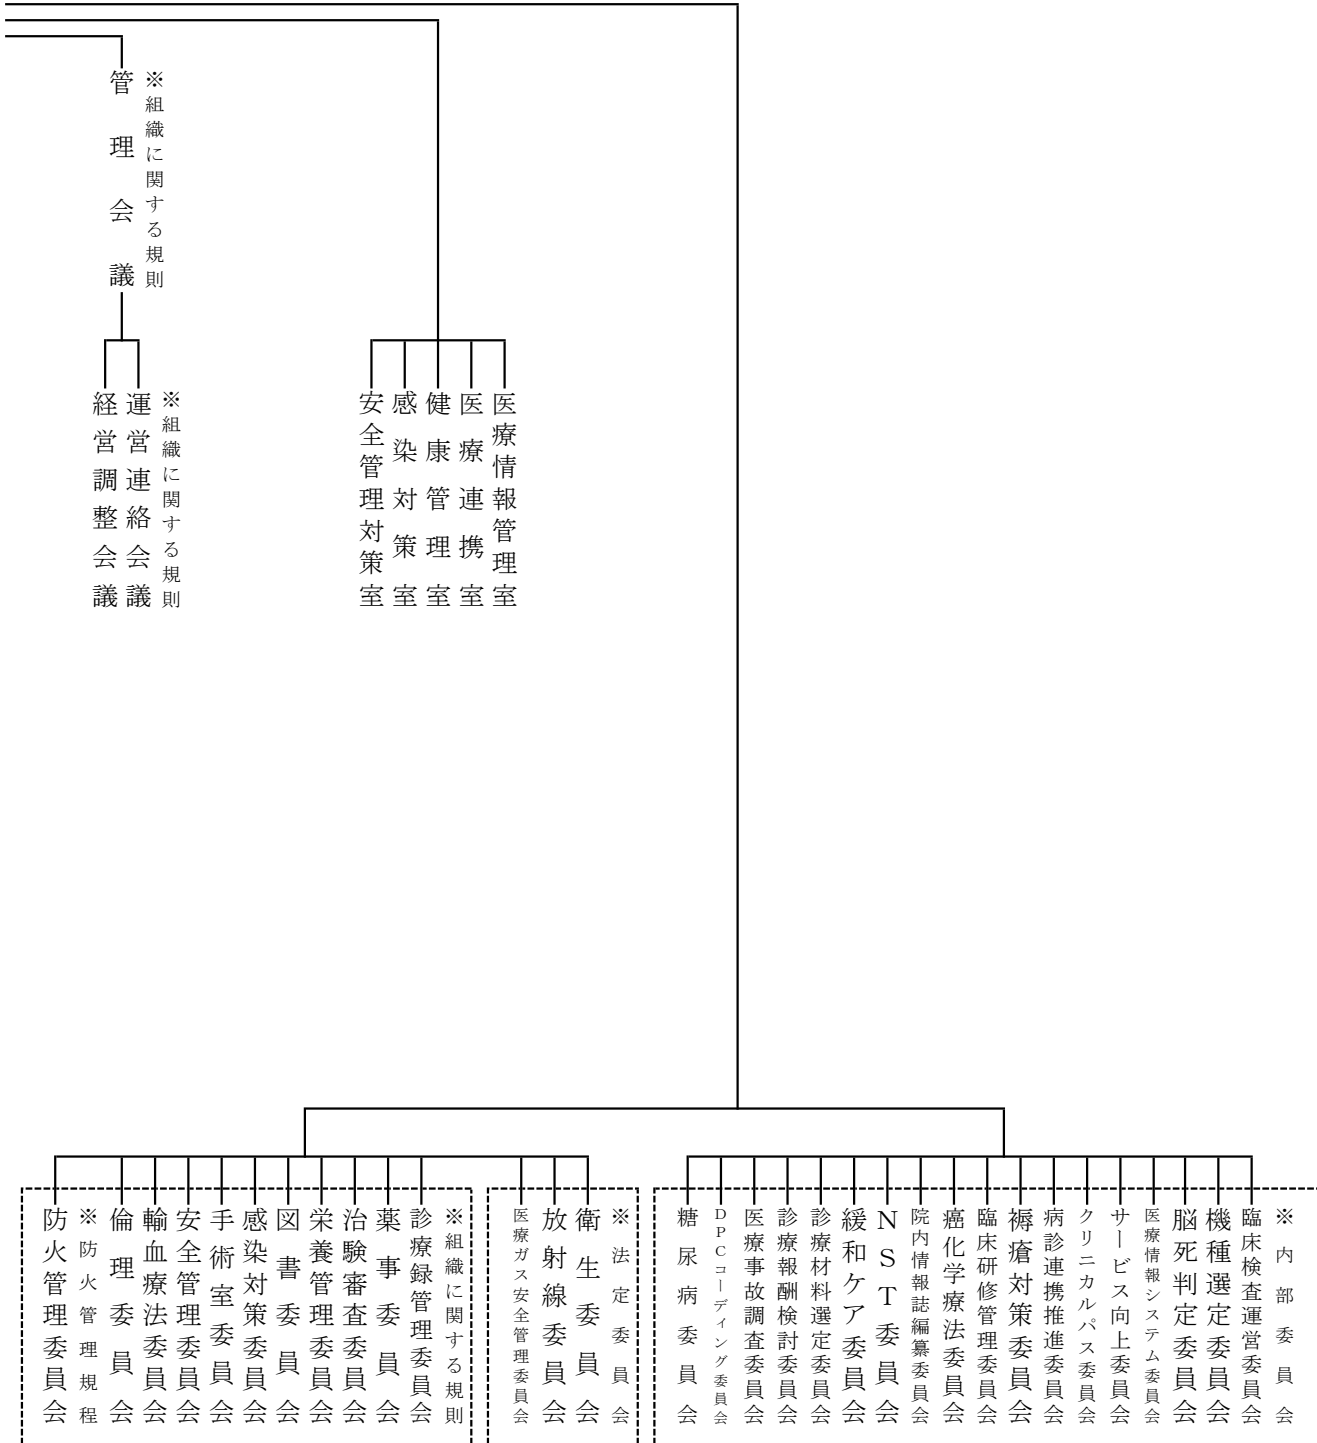 ※組織に関する規則
管理会議
※組織に関する規則
運営連絡会議
経営調整会議
医療情報管理室
医療連携室
健康管理室
感染対策室
安全管理対策室
※内部委員会
臨床検査運営委員会
機種選定委員会
脳死判定委員会
医療情報システム委員会
サービス向上委員会
クリニカルパス委員会
病診連携推進委員会
褥瘡対策委員会
臨床研修管理委員会
癌化学療法委員会
院内情報誌編纂委員会
NST委員会
緩和ケア委員会
診療材料選定委員会
診療報酬検討委員会
医療事故調査委員会
DPCコーディング委員会
糖尿病委員会
※法定委員会
衛生委員会
放射線委員会
医療ガス安全管理委員会
※組織に関する規則
診療録管理委員会
薬事委員会
治験審査委員会
栄養管理委員会
図書委員会
感染対策委員会
手術室委員会
安全管理委員会
輸血療法委員会
倫理委員会
※防火管理規程
防火管理委員会